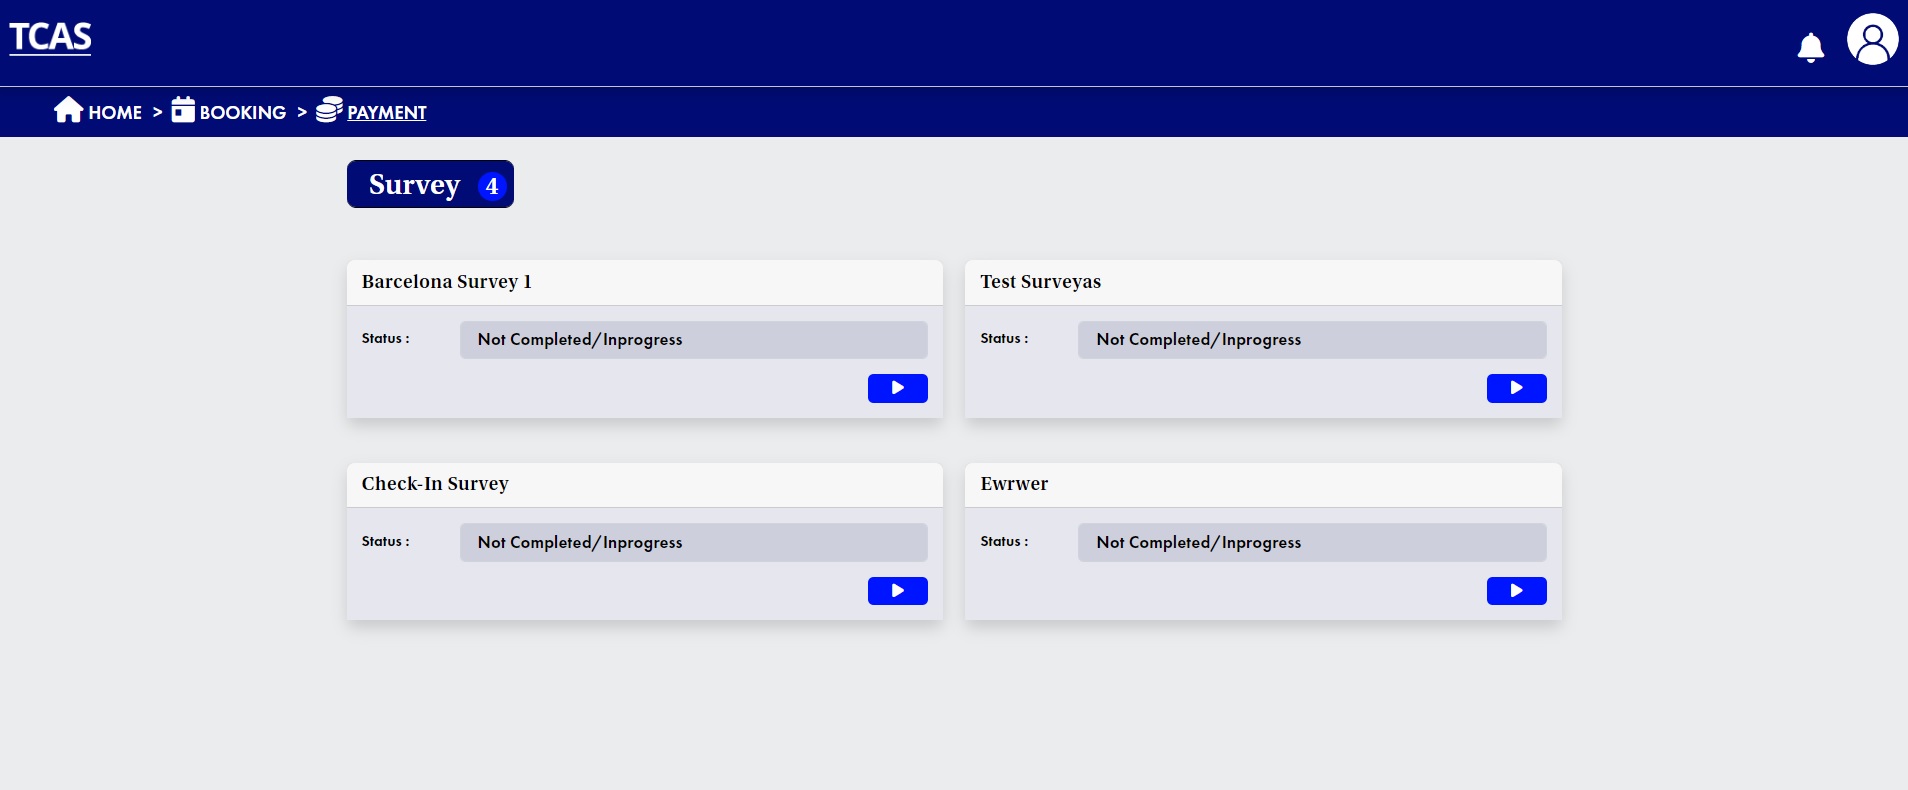 TCAS
HOME > BOOKING > PAYMENT
Survey 4
Barcelona Survey 1
Status :
Not Completed/Inprogress
Test Surveyas
Status :
Not Completed/Inprogress
Check-In Survey
Status :
Not Completed/Inprogress
Ewrwer
Status :
Not Completed/Inprogress